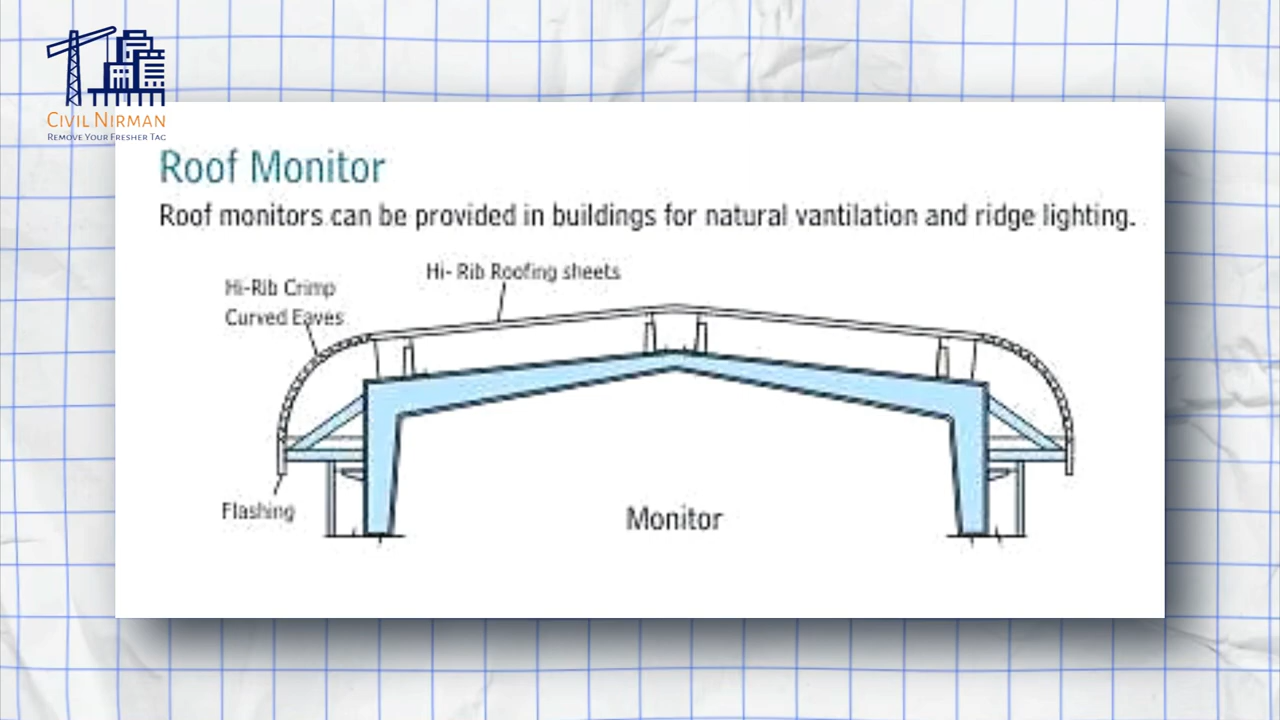 CIVIL NIRMAN
REMOVE YOUR FRESHER TAC
Roof Monitor
Roof monitors can be provided in buildings for natural vantilation and ridge lighting.
Hi- Rib Roofing sheets
Hi-Rib Crimp
Curved Eaves
Flashing
Monitor